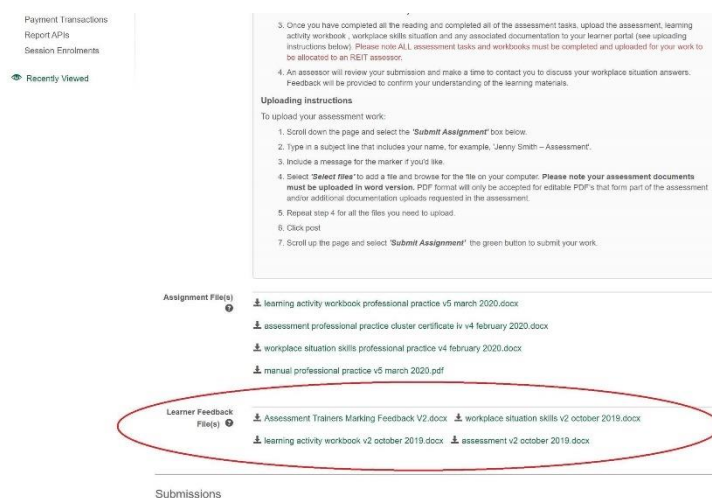 Payment Transactions
Report APIs
Session Enrolments
Recently Viewed
3. Once you have completed all the reading and completed all of the assessment tasks, upload the assessment, learning
activity workbook , workplace skills situation and any associated documentation to your learner portal (see uploading
instructions below). Please note ALL assessment tasks and workbooks must be completed and uploaded for your work to
be allocated to an REIT assessor.
4. An assessor will review your submission and make a time to contact you to discuss your workplace situation answers.
Feedback will be provided to confirm your understanding of the learning materials.
Uploading instructions
To upload your assessment work:
1. Scroll down the page and select the 'Submit Assignment' box below.
2. Type in a subject line that includes your name, for example, 'Jenny Smith – Assessment'.
3. Include a message for the marker if you'd like.
4. Select 'Select files' to add a file and browse for the file on your computer. Please note your assessment documents
must be uploaded in word version. PDF format will only be accepted for editable PDF's that form part of the assessment
and/or additional documentation uploads requested in the assessment.
5. Repeat step 4 for all the files you need to upload.
6. Click post
7. Scroll up the page and select 'Submit Assignment' the green button to submit your work.
Assignment File(s)
learning activity workbook professional practice v5 march 2020.docx
assessment professional practice cluster certificate iv v4 february 2020.docx
workplace situation skills professional practice v4 february 2020.docx
manual professional practice v5 march 2020.pdf
Learner Feedback
File(s)
Assessment Trainers Marking Feedback V2.docx workplace situation skills v2 october 2019.docx
learning activity workbook v2 october 2019.docx assessment v2 october 2019.docx
Submissions